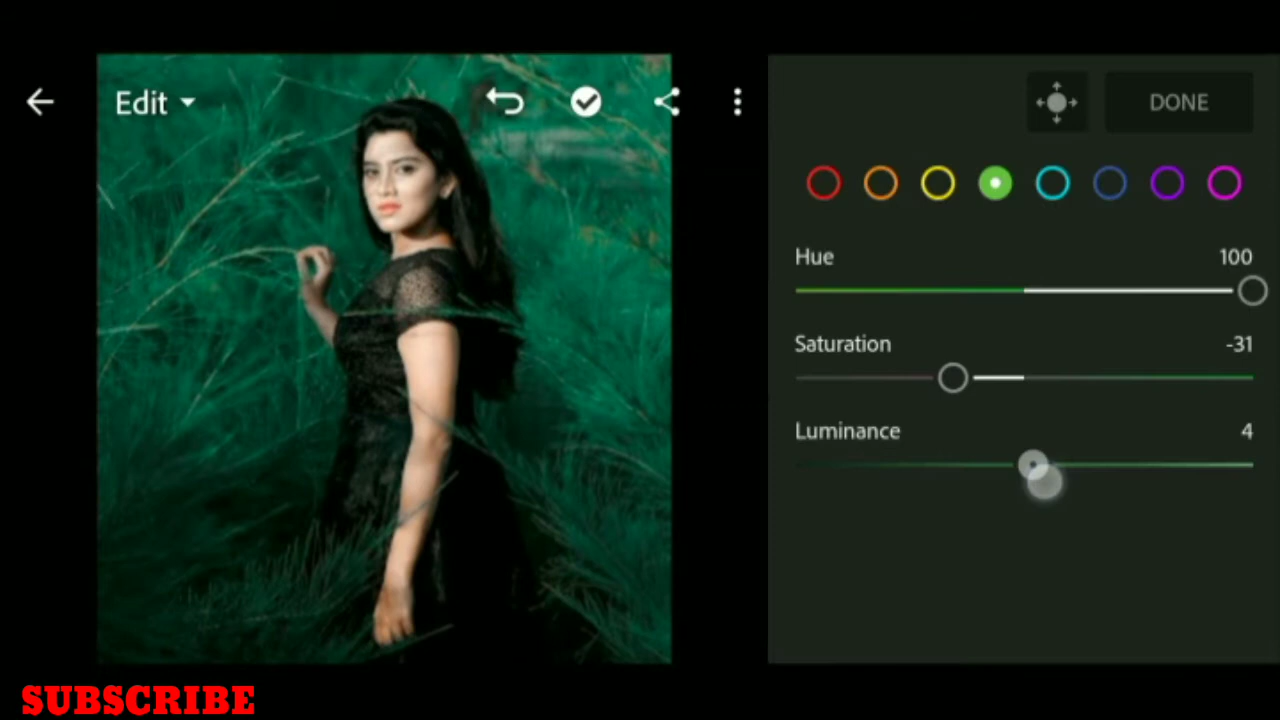 Edit
DONE
Hue 100
Saturation -31
Luminance 4
SUBSCRIBE